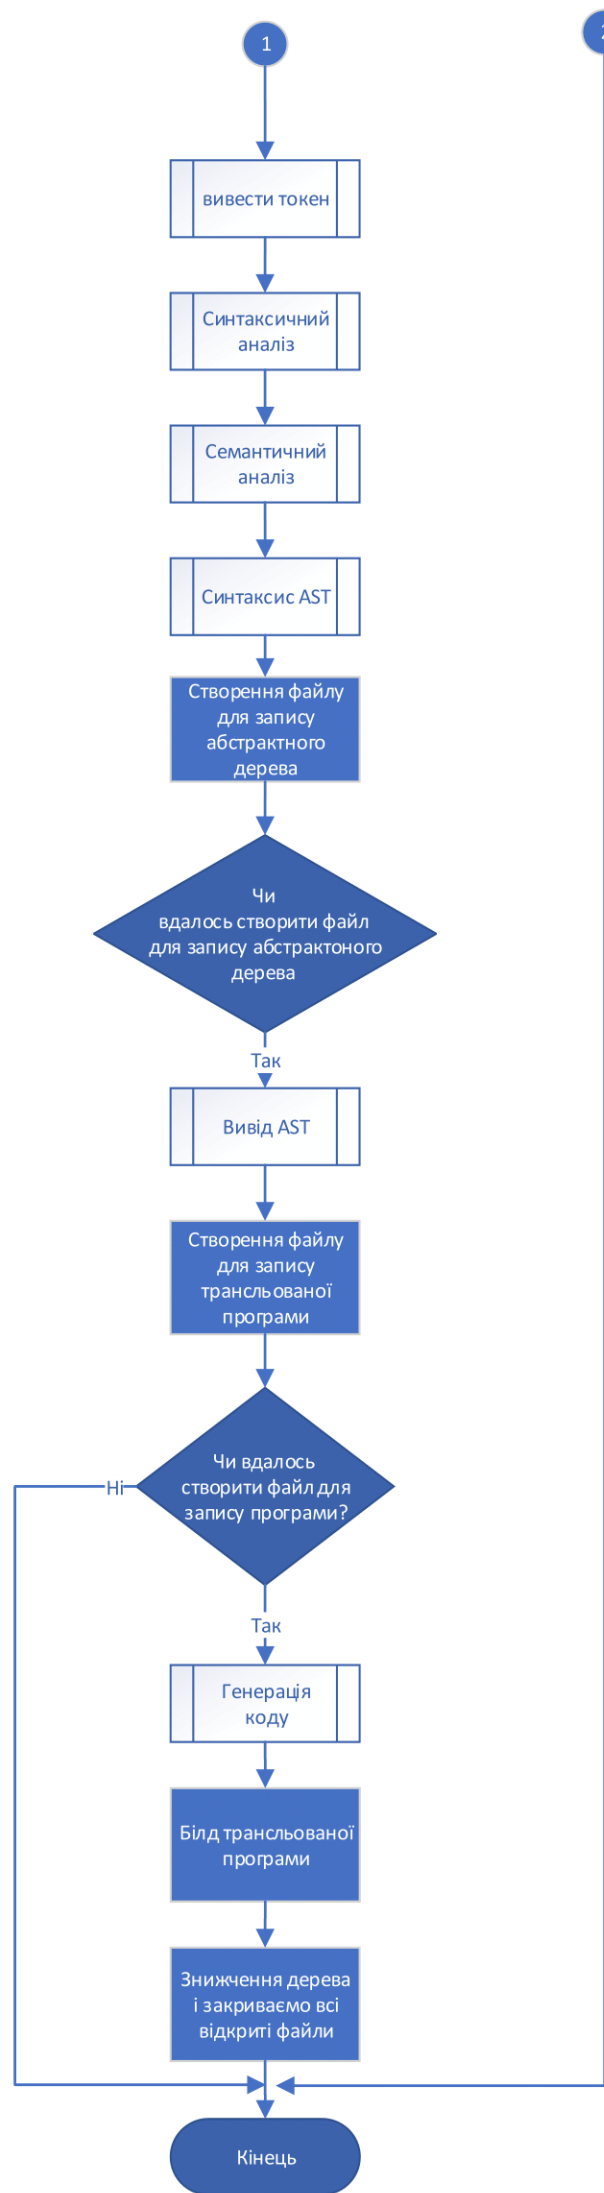 1
2
вивести токен
Синтаксичний
аналіз
Семантичний
аналіз
Синтаксис AST
Створення файлу
для запису
абстрактного
дерева
Чи
вдалось створити файл
для запису абстрактоного
дерева
Так
Вивід AST
Створення файлу
для запису
трансльованої
програми
Чи вдалось
створити файл для
запису програми?
Ні
Так
Генерація
коду
Білд трансльованої
програми
Знижчення дерева
і закриваємо всі
відкриті файли
Кінець